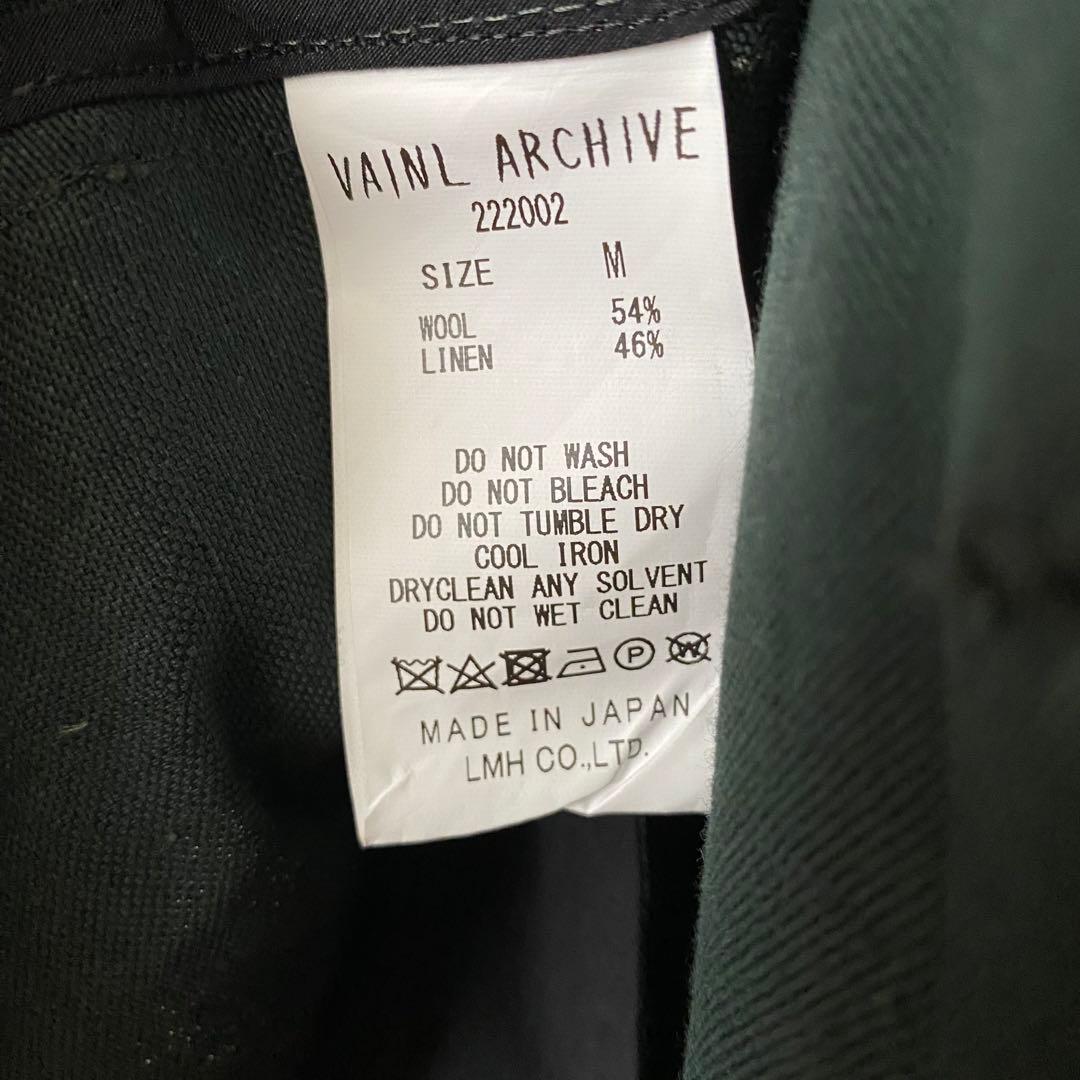 VAINL ARCHIVE
222002
SIZE M
WOOL 54%
LINEN 46%
DO NOT WASH
DO NOT BLEACH
DO NOT TUMBLE DRY
COOL IRON
DRYCLEAN ANY SOLVENT
DO NOT WET CLEAN
P W
MADE IN JAPAN
LMH CO.,LTD.